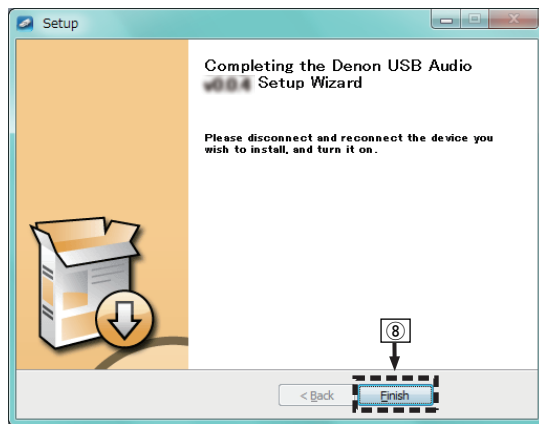 Setup
Completing the Denon USB Audio
Setup Wizard
Please disconnect and reconnect the device you
wish to install, and turn it on.
⑧
< Back
Finish